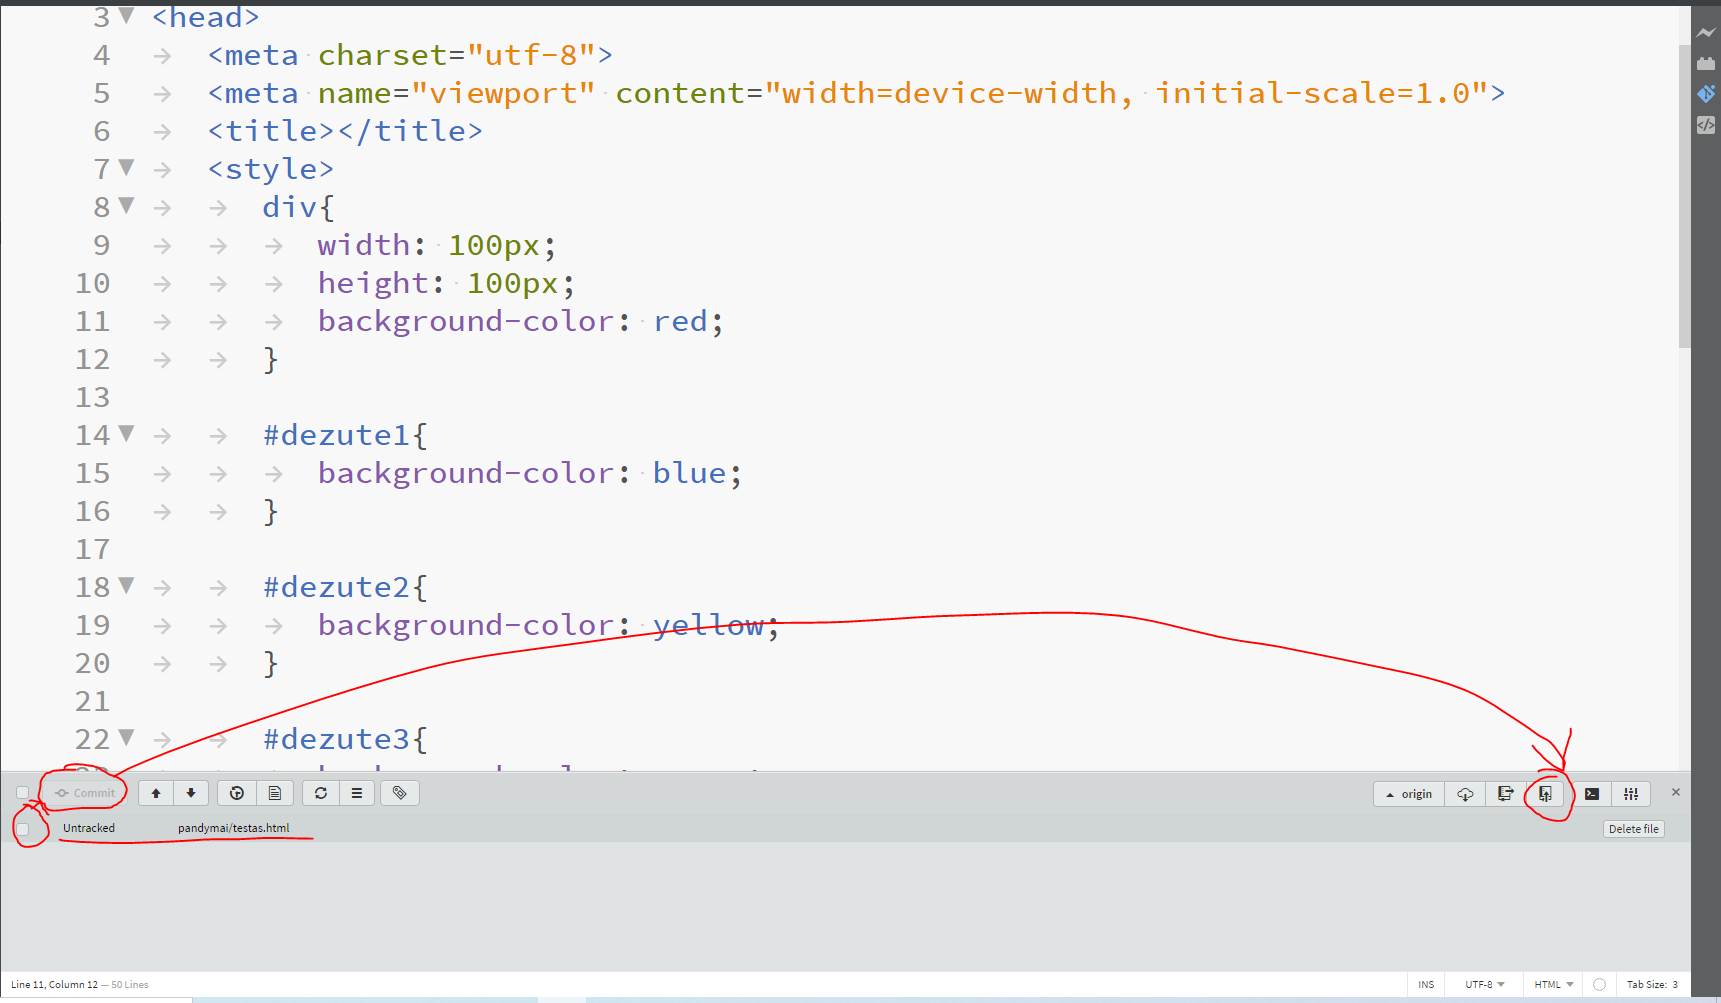 3 <head>
4 <meta charset="utf-8">
5 <meta name="viewport" content="width=device-width, initial-scale=1.0">
6 <title></title>
7 <style>
8 div{
9 width: 100px;
10 height: 100px;
11 background-color: red;
12 }
13
14 #dezute1{
15 background-color: blue;
16 }
17
18 #dezute2{
19 background-color: yellow;
20 }
21
22 #dezute3{
Commit origin
Untracked pandymai/testas.html Delete file
Line 11, Column 12 — 50 Lines INS UTF-8 HTML Tab Size: 3